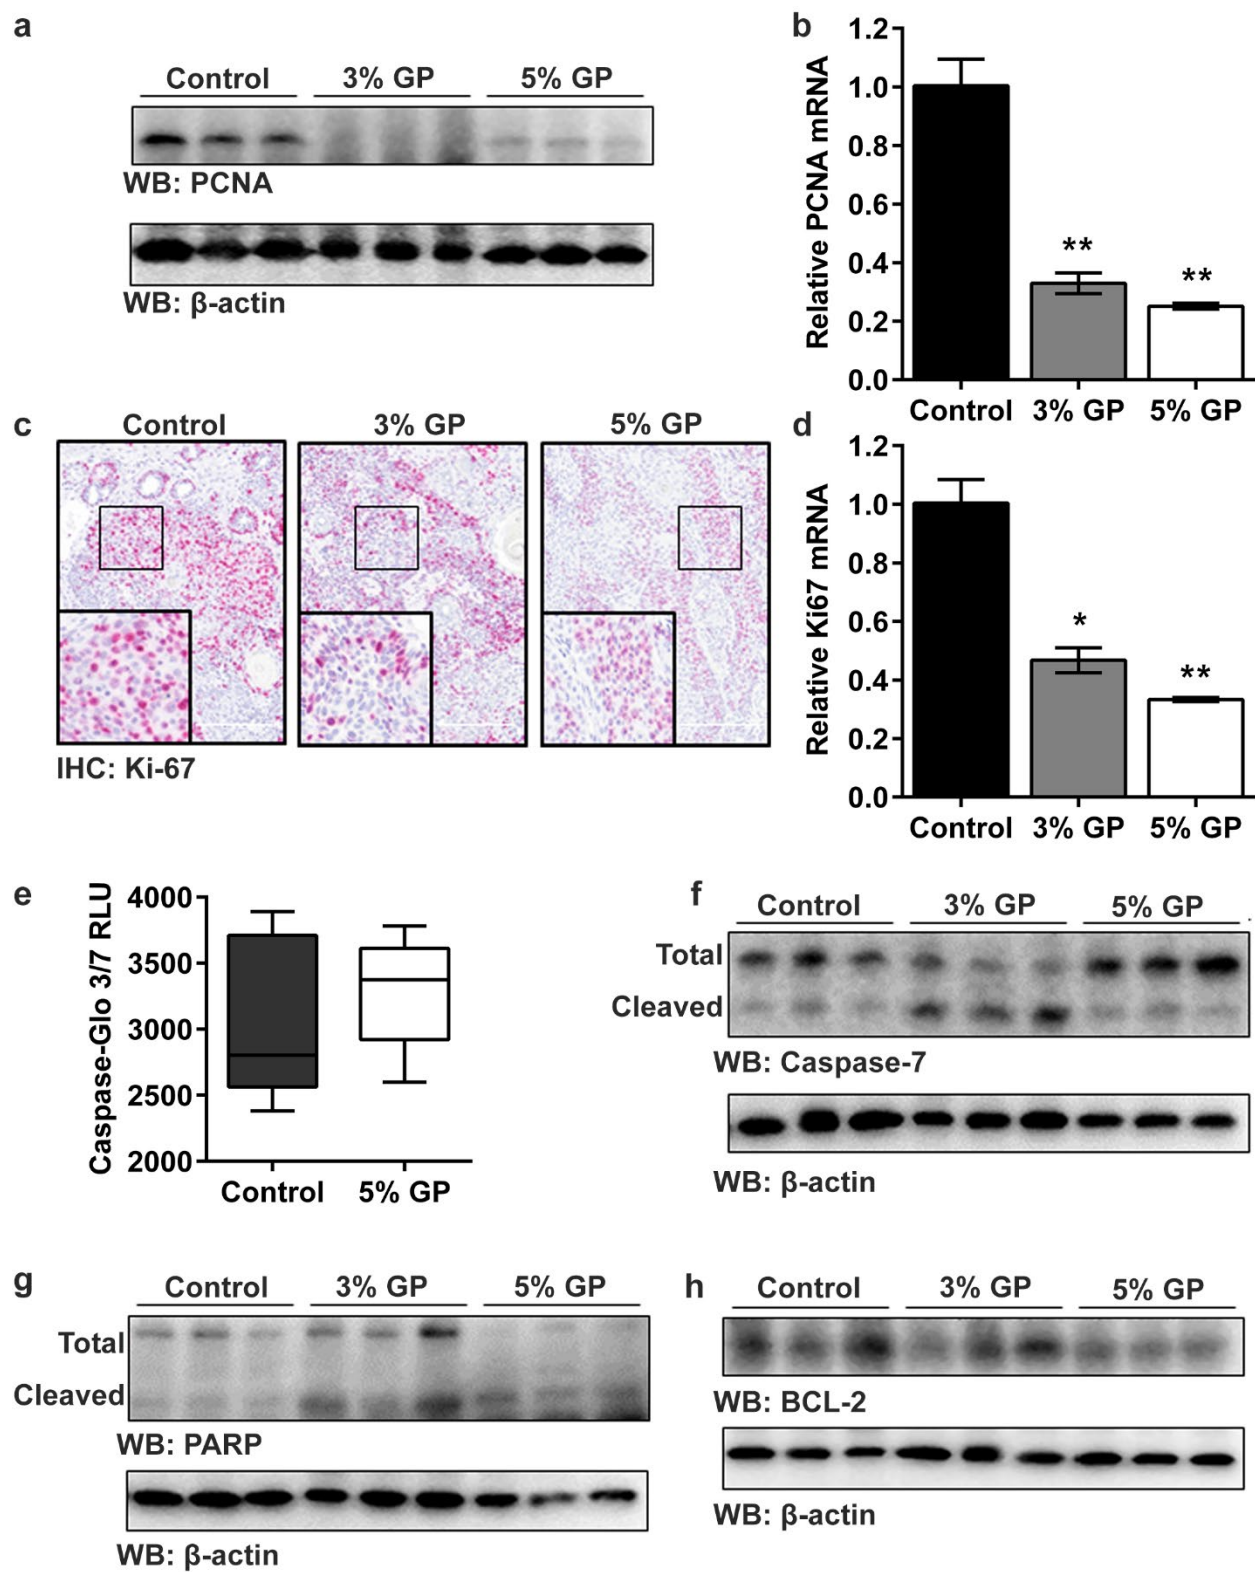 a
Control 3% GP 5% GP
WB: PCNA
WB: β-actin
b
Relative PCNA mRNA
1.2
1.0
0.8
0.6
0.4
0.2
0.0
**
**
Control 3% GP 5% GP
c
Control 3% GP 5% GP
IHC: Ki-67
d
Relative Ki67 mRNA
1.2
1.0
0.8
0.6
0.4
0.2
0.0
*
**
Control 3% GP 5% GP
e
Caspase-Glo 3/7 RLU
4000
3500
3000
2500
2000
Control 5% GP
f
Control 3% GP 5% GP
Total
Cleaved
WB: Caspase-7
WB: β-actin
g
Control 3% GP 5% GP
Total
Cleaved
WB: PARP
WB: β-actin
h
Control 3% GP 5% GP
WB: BCL-2
WB: β-actin